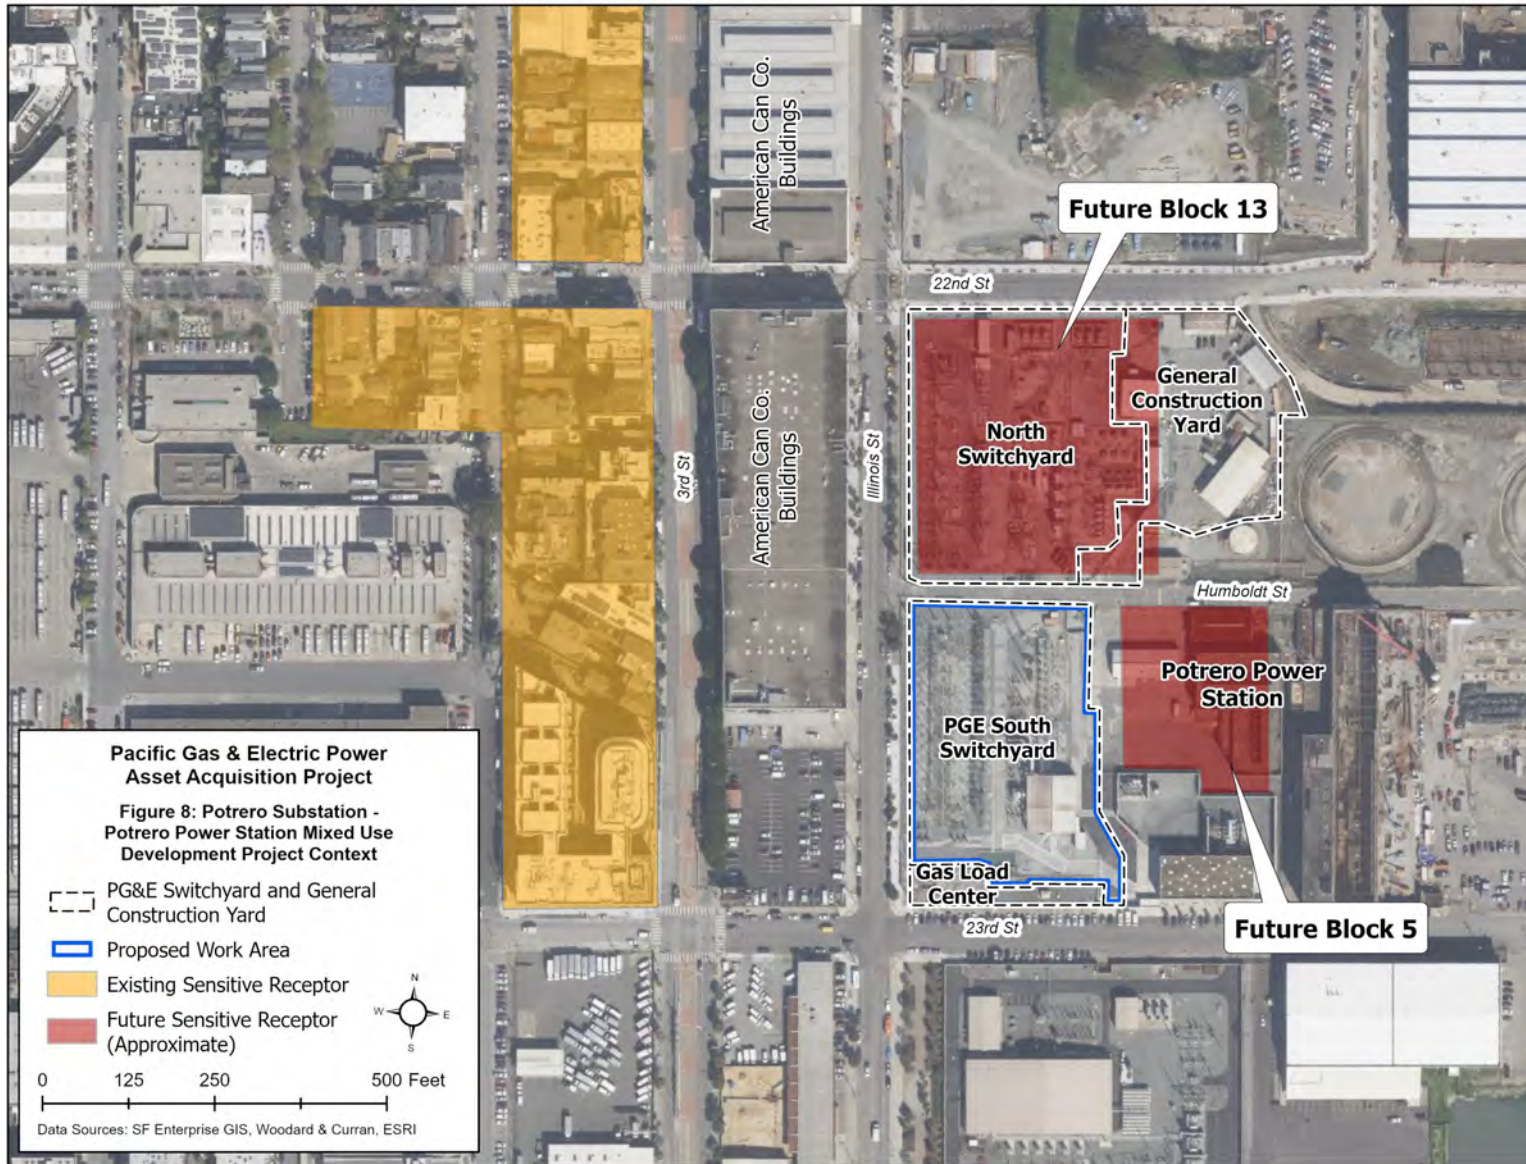 American Can Co.
Buildings
Future Block 13
22nd St
General
Construction
Yard
North
Switchyard
3rd St
American Can Co.
Buildings
Illinois St
Humboldt St
Potrero Power
Station
PGE South
Switchyard
Gas Load
Center
Future Block 5
23rd St
Pacific Gas & Electric Power
Asset Acquisition Project
Figure 8: Potrero Substation -
Potrero Power Station Mixed Use
Development Project Context
PG&E Switchyard and General
Construction Yard
Proposed Work Area
Existing Sensitive Receptor
Future Sensitive Receptor
(Approximate)
N
W E
S
0 125 250 500 Feet
Data Sources: SF Enterprise GIS, Woodard & Curran, ESRI